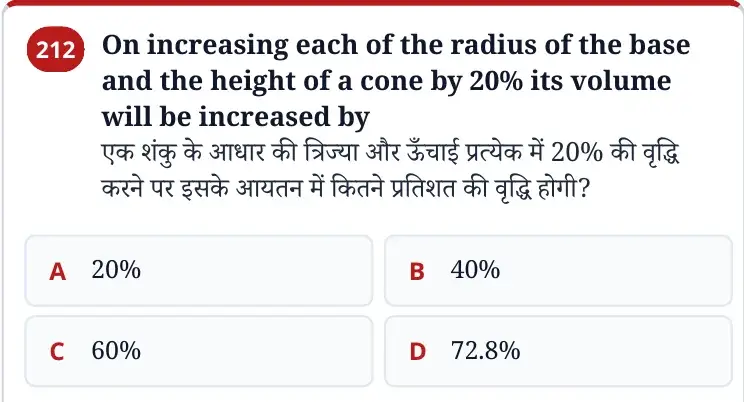 212 On increasing each of the radius of the base
and the height of a cone by 20% its volume
will be increased by
एक शंकु के आधार की त्रिज्या और ऊँचाई प्रत्येक में 20% की वृद्धि
करने पर इसके आयतन में कितने प्रतिशत की वृद्धि होगी?
A 20%
B 40%
C 60%
D 72.8%